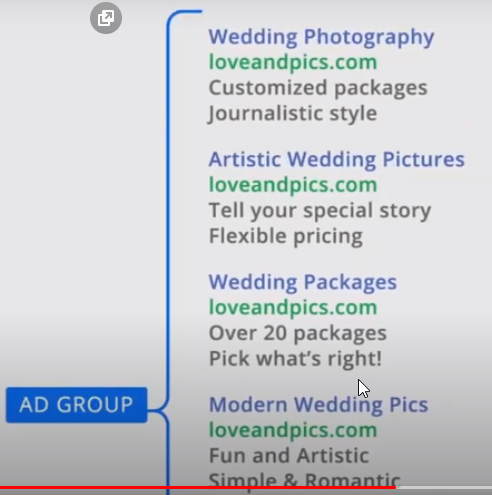 Wedding Photography
loveandpics.com
Customized packages
Journalistic style
Artistic Wedding Pictures
loveandpics.com
Tell your special story
Flexible pricing
Wedding Packages
loveandpics.com
Over 20 packages
Pick what's right!
AD GROUP
Modern Wedding Pics
loveandpics.com
Fun and Artistic
Simple & Romantic